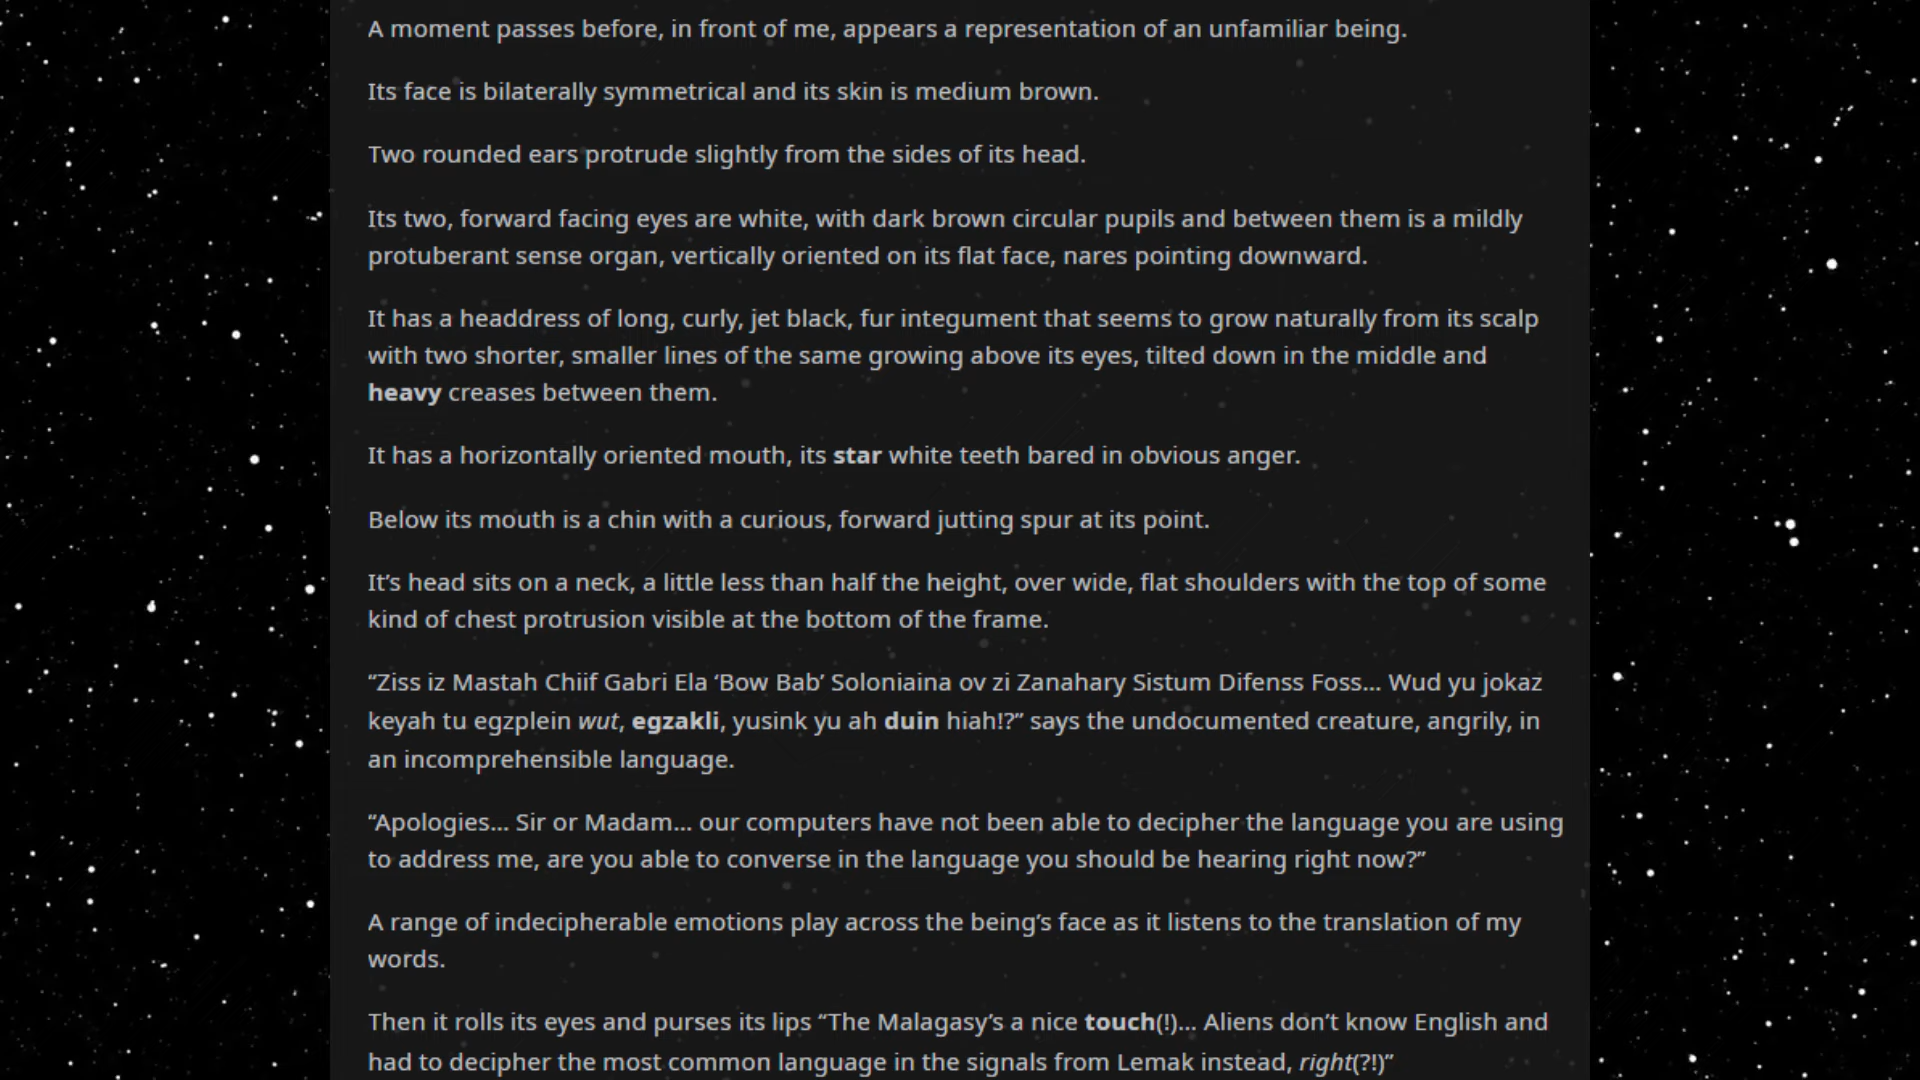 A moment passes before, in front of me, appears a representation of an unfamiliar being.
Its face is bilaterally symmetrical and its skin is medium brown.
Two rounded ears protrude slightly from the sides of its head.
Its two, forward facing eyes are white, with dark brown circular pupils and between them is a mildly
protuberant sense organ, vertically oriented on its flat face, nares pointing downward.
It has a headdress of long, curly, jet black, fur integument that seems to grow naturally from its scalp
with two shorter, smaller lines of the same growing above its eyes, tilted down in the middle and
heavy creases between them.
It has a horizontally oriented mouth, its star white teeth bared in obvious anger.
Below its mouth is a chin with a curious, forward jutting spur at its point.
It’s head sits on a neck, a little less than half the height, over wide, flat shoulders with the top of some
kind of chest protrusion visible at the bottom of the frame.
“Ziss iz Mastah Chiif Gabri Ela ‘Bow Bab’ Soloniaina ov zi Zanahary Sistum Difenss Foss… Wud yu jokaz
keyah tu egzplein wut, egzakli, yusink yu ah duin hiah!?” says the undocumented creature, angrily, in
an incomprehensible language.
“Apologies… Sir or Madam… our computers have not been able to decipher the language you are using
to address me, are you able to converse in the language you should be hearing right now?”
A range of indecipherable emotions play across the being’s face as it listens to the translation of my
words.
Then it rolls its eyes and purses its lips “The Malagasy’s a nice touch(!)… Aliens don’t know English and
had to decipher the most common language in the signals from Lemak instead, right(?!)”